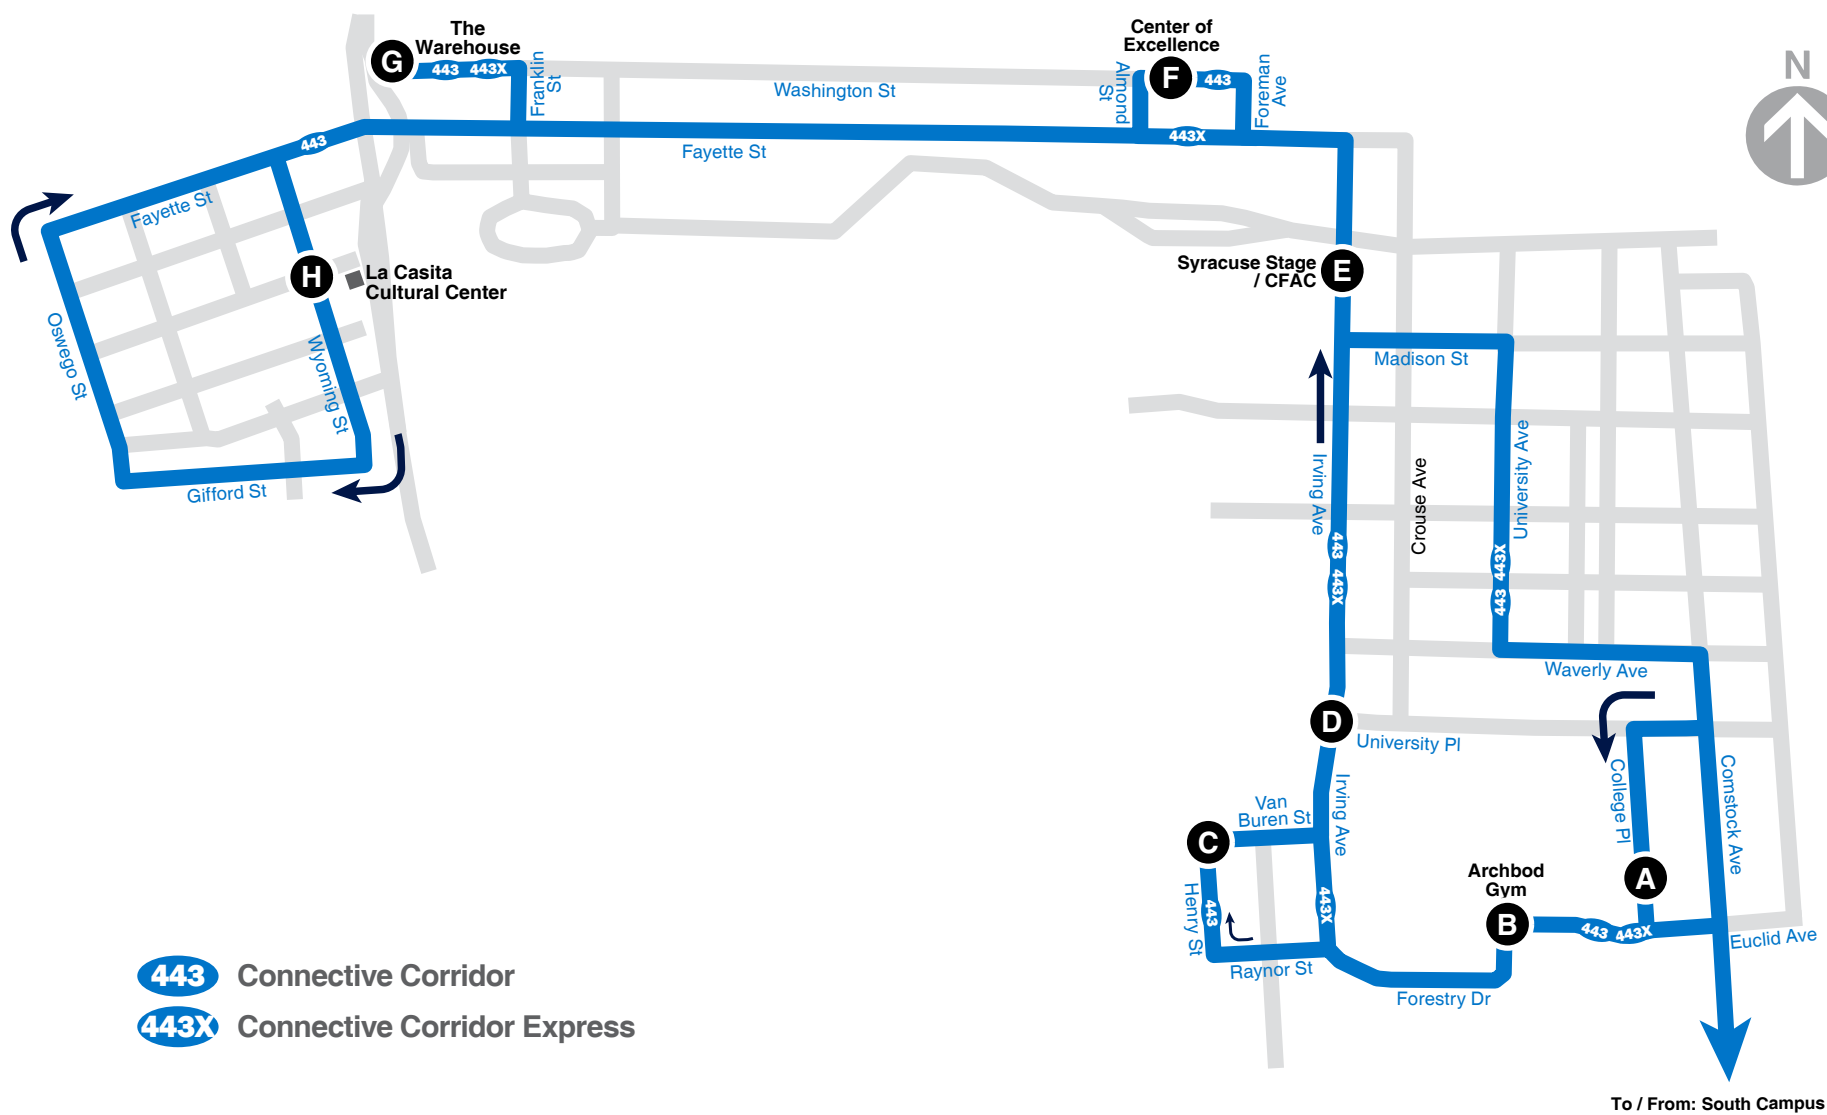 The
Warehouse
G
443 443X
Franklin
St
Washington St
Center of
Excellence
Almond
St
F
443
Foreman
Ave
N
443
443X
Fayette St
Fayette St
Syracuse Stage
/ CFAC
E
H
La Casita
Cultural Center
Oswego St
Wyoming St
Madison St
Gifford St
Irving Ave
Crouse Ave
University Ave
443 443X
443 443X
Waverly Ave
D
University Pl
College Pl
Comstock Ave
Irving Ave
Van
Buren St
C
Archbod
Gym
A
Henry St
443
443X
B
443 443X
Euclid Ave
Raynor St
Forestry Dr
443 Connective Corridor
443X Connective Corridor Express
To / From: South Campus